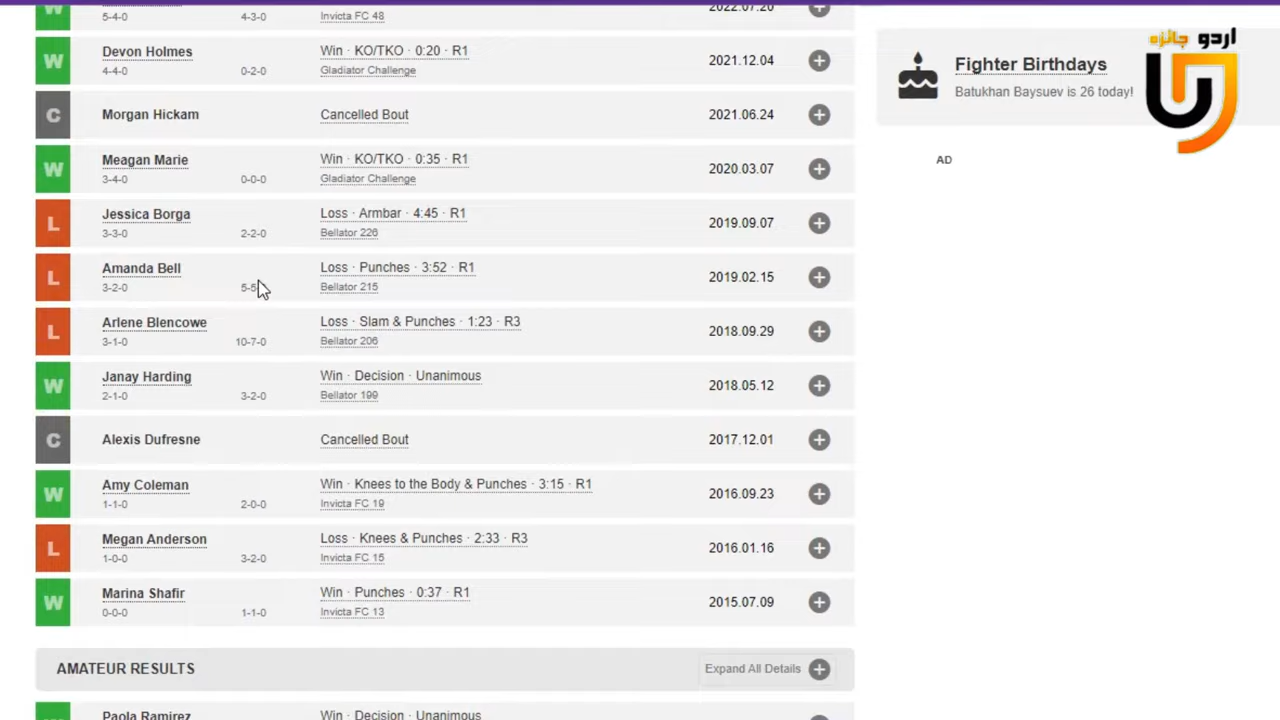 W 2022.07.20
5-4-0 4-3-0 Invicta FC 48
اردو جائزہ
W Devon Holmes Win · KO/TKO · 0:20 · R1 2021.12.04
4-4-0 0-2-0 Gladiator Challenge
Fighter Birthdays
Batukhan Baysuev is 26 today!
C Morgan Hickam Cancelled Bout 2021.06.24
AD
W Meagan Marie Win · KO/TKO · 0:35 · R1 2020.03.07
3-4-0 0-0-0 Gladiator Challenge
L Jessica Borga Loss · Armbar · 4:45 · R1 2019.09.07
3-3-0 2-2-0 Bellator 226
L Amanda Bell Loss · Punches · 3:52 · R1 2019.02.15
3-2-0 5-5 Bellator 215
L Arlene Blencowe Loss · Slam & Punches · 1:23 · R3 2018.09.29
3-1-0 10-7-0 Bellator 206
W Janay Harding Win · Decision · Unanimous 2018.05.12
2-1-0 3-2-0 Bellator 199
C Alexis Dufresne Cancelled Bout 2017.12.01
W Amy Coleman Win · Knees to the Body & Punches · 3:15 · R1 2016.09.23
1-1-0 2-0-0 Invicta FC 19
L Megan Anderson Loss · Knees & Punches · 2:33 · R3 2016.01.16
1-0-0 3-2-0 Invicta FC 15
W Marina Shafir Win · Punches · 0:37 · R1 2015.07.09
0-0-0 1-1-0 Invicta FC 13
AMATEUR RESULTS Expand All Details
Paola Ramirez Win · Decision · Unanimous